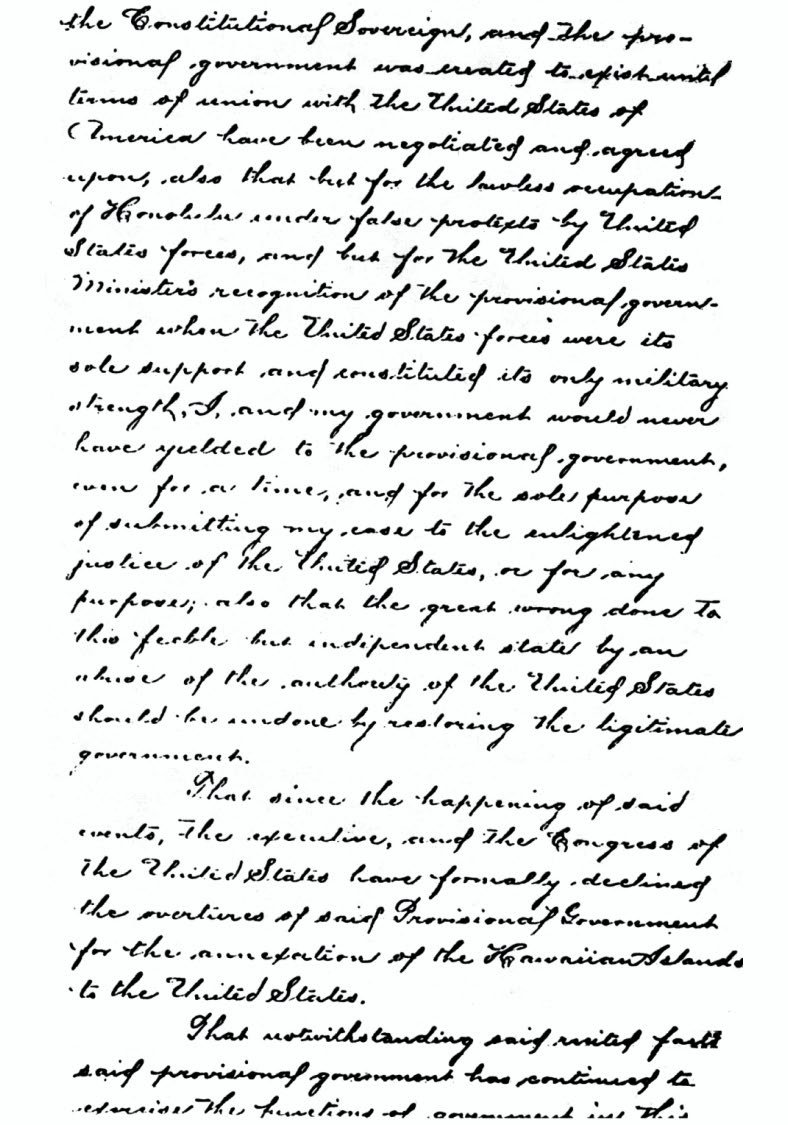 the Constitutional Sovereign, and the pro-
visional government was created to exist until
terms of union with the United States of
America have been negotiated and agreed
upon, also that but for the lawless occupation
of Honolulu under false protexts by United
States forces, and but for the United States
Minister's recognition of the provisional govern-
ment when the United States forces were its
sole support and constituted its only military
strength, I, and my government would never
have yielded to the provisional government,
even for a time, and for the sole purpose
of submitting my case to the enlightened
justice of the United States, or for any
purpose; also that the great wrong done to
this feeble but independent state by an
abuse of the authority of the United States
should be undone by restoring the legitimate
government.
That since the happening of said
events, the executive, and the Congress of
the United States have formally declined
the overtures of said Provisional Government
for the annexation of the Hawaiian Islands
to the United States.
That notwithstanding said recited facts
said provisional government has continued to
exercise the functions of government in this